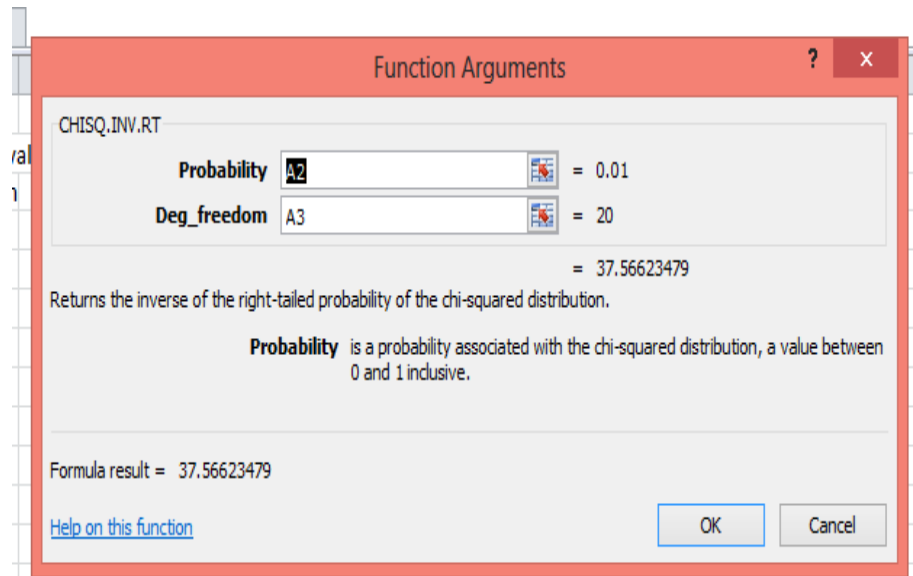 Function Arguments
?
x
CHISQ.INV.RT
Probability A2 = 0.01
Deg_freedom A3 = 20
= 37.56623479
Returns the inverse of the right-tailed probability of the chi-squared distribution.
Probability is a probability associated with the chi-squared distribution, a value between
0 and 1 inclusive.
Formula result = 37.56623479
Help on this function
OK
Cancel